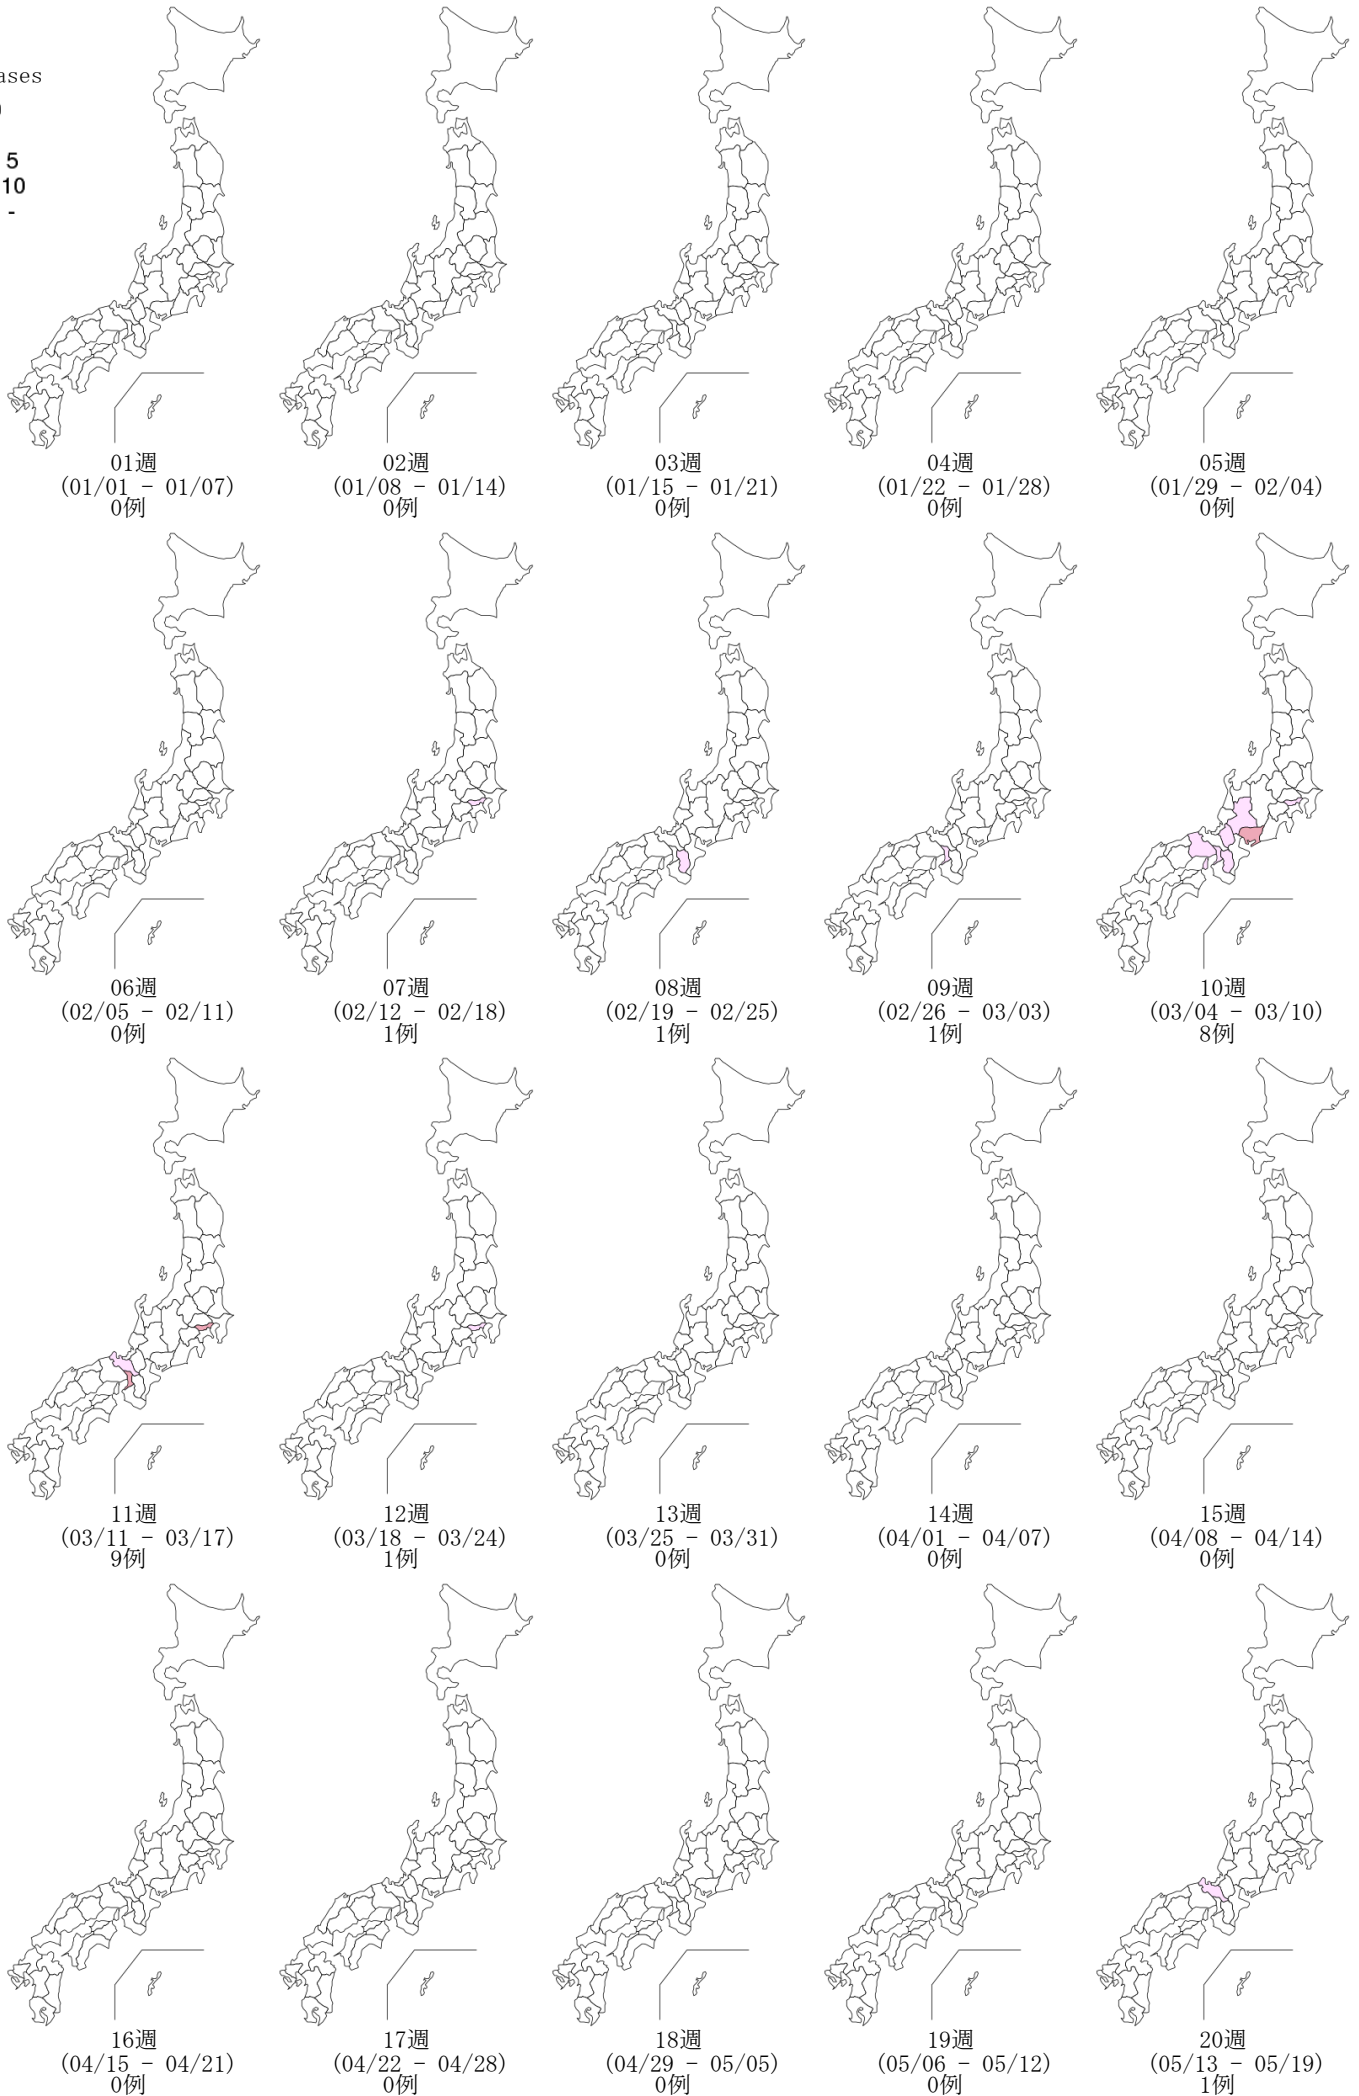 5
10
-
01週
(01/01 - 01/07)
0例
02週
(01/08 - 01/14)
0例
03週
(01/15 - 01/21)
0例
04週
(01/22 - 01/28)
0例
05週
(01/29 - 02/04)
0例
06週
(02/05 - 02/11)
0例
07週
(02/12 - 02/18)
1例
08週
(02/19 - 02/25)
1例
09週
(02/26 - 03/03)
1例
10週
(03/04 - 03/10)
8例
11週
(03/11 - 03/17)
9例
12週
(03/18 - 03/24)
1例
13週
(03/25 - 03/31)
0例
14週
(04/01 - 04/07)
0例
15週
(04/08 - 04/14)
0例
16週
(04/15 - 04/21)
0例
17週
(04/22 - 04/28)
0例
18週
(04/29 - 05/05)
0例
19週
(05/06 - 05/12)
0例
20週
(05/13 - 05/19)
1例